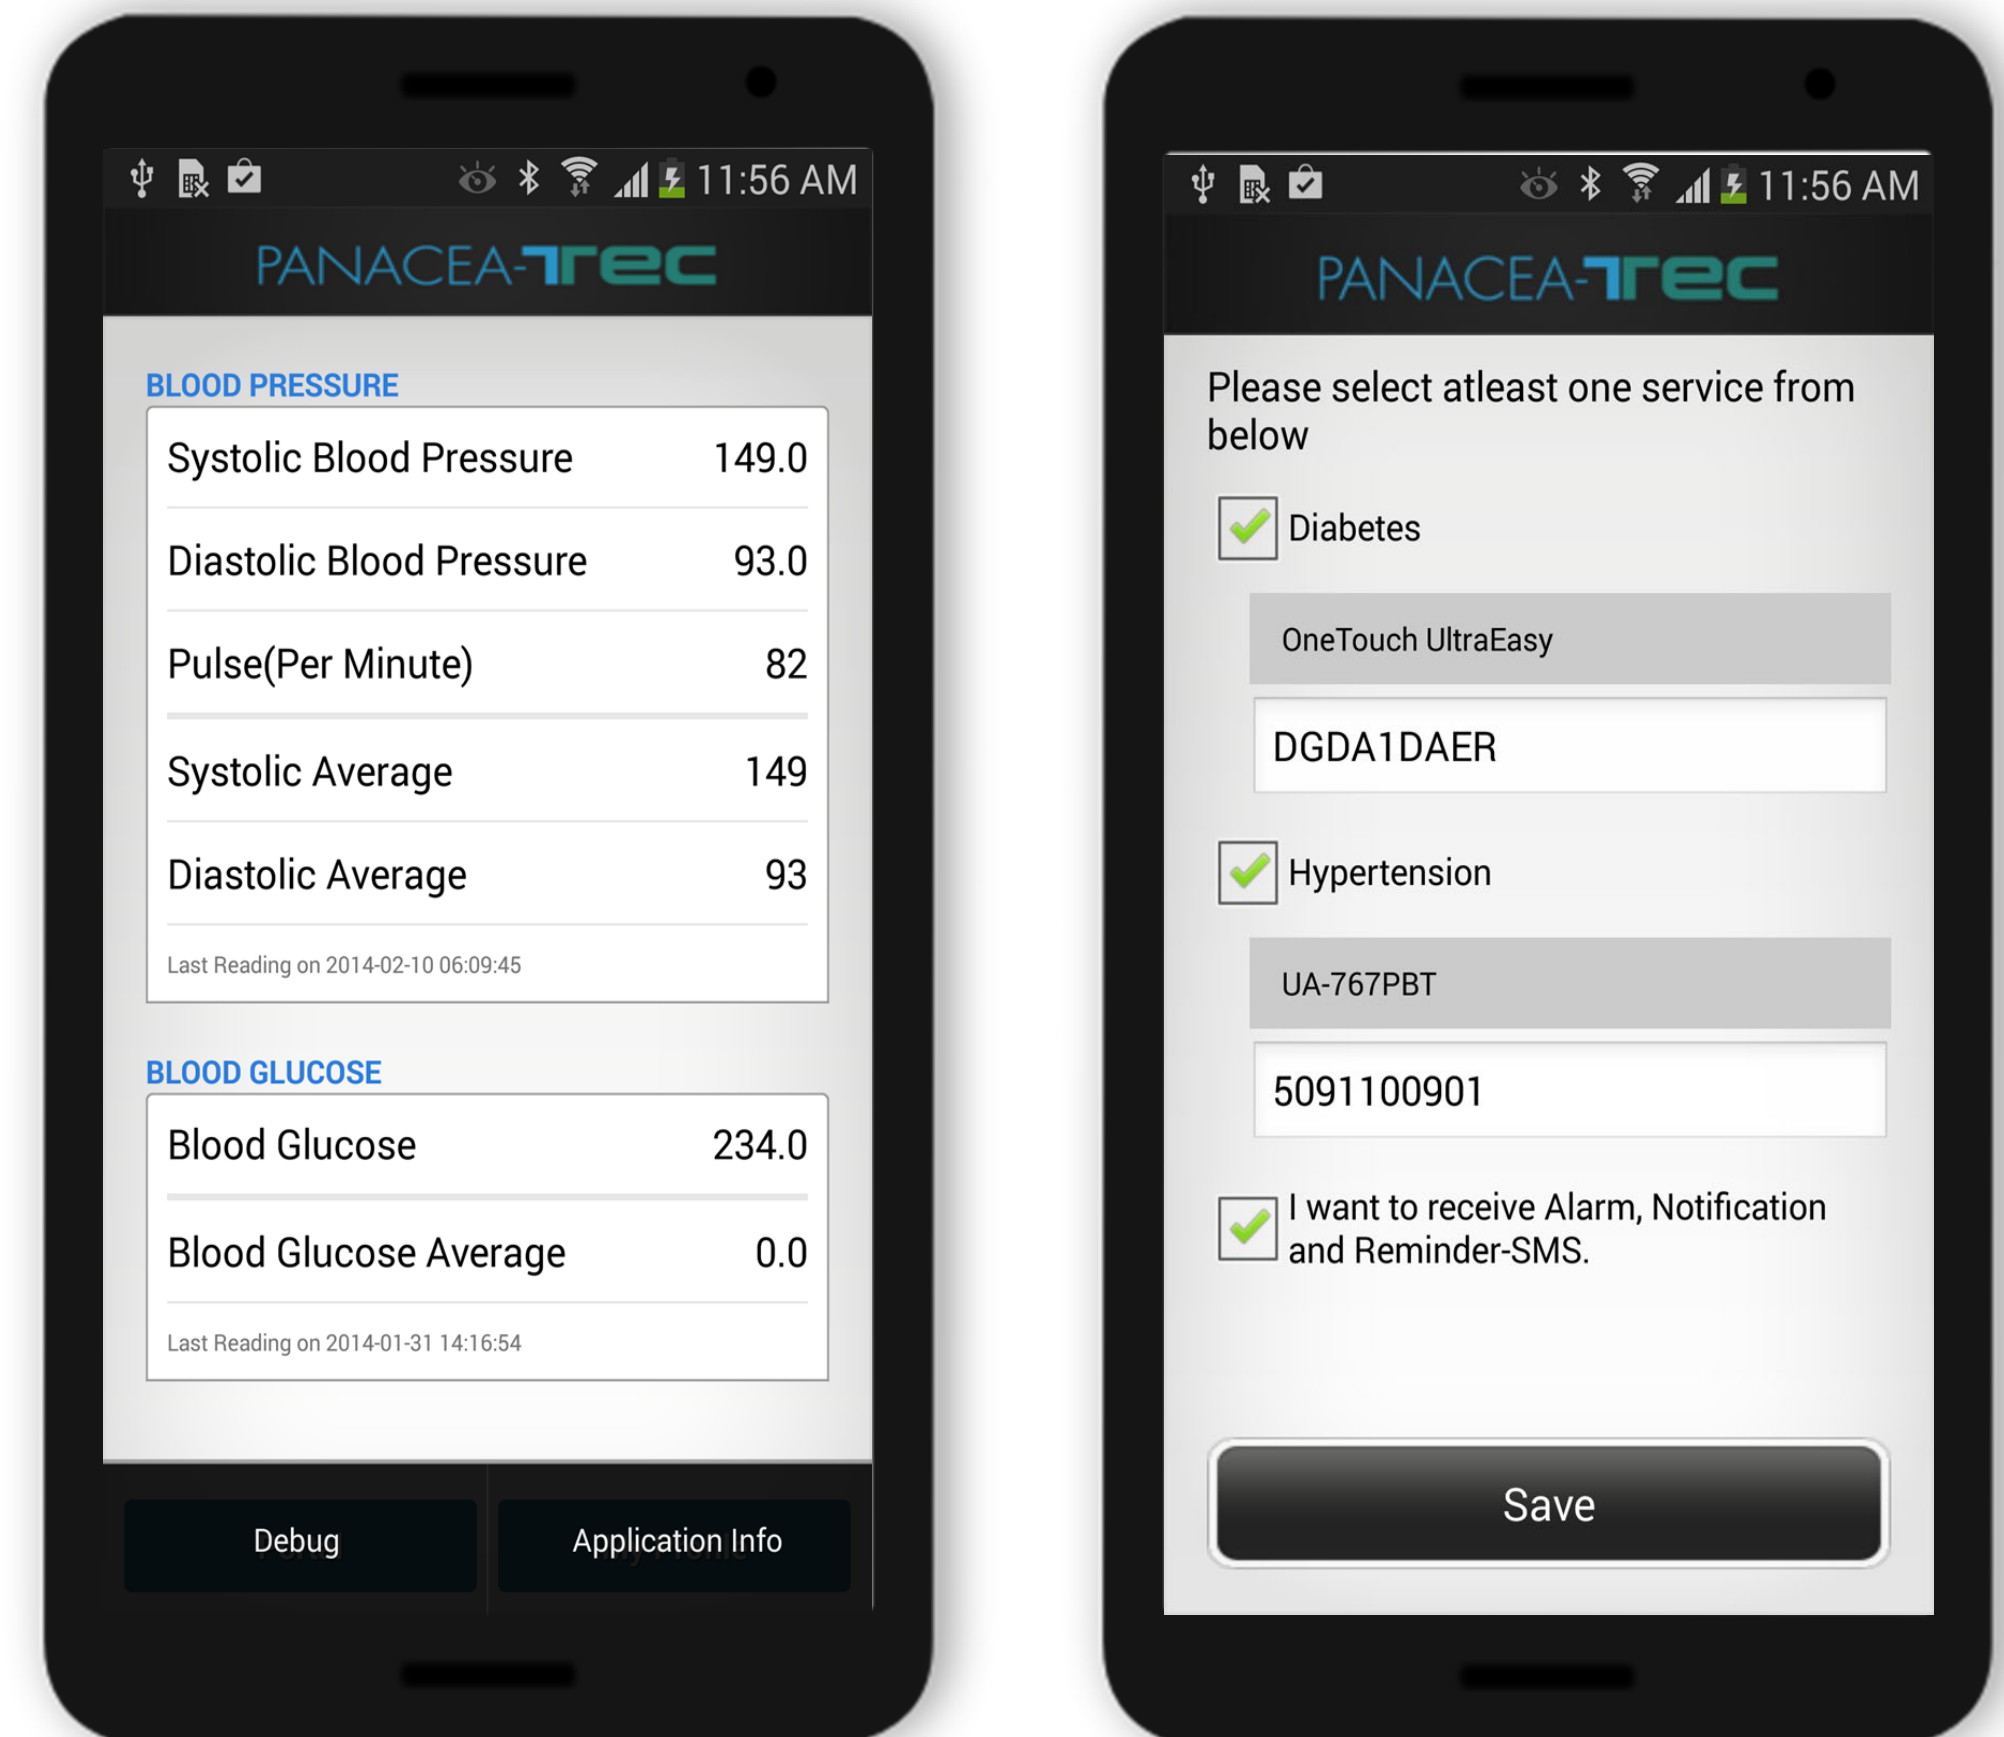 11:56 AM
PANACEA-TEC
BLOOD PRESSURE
Systolic Blood Pressure 149.0
Diastolic Blood Pressure 93.0
Pulse(Per Minute) 82
Systolic Average 149
Diastolic Average 93
Last Reading on 2014-02-10 06:09:45
BLOOD GLUCOSE
Blood Glucose 234.0
Blood Glucose Average 0.0
Last Reading on 2014-01-31 14:16:54
Debug Application Info
11:56 AM
PANACEA-TEC
Please select atleast one service from
below
Diabetes
OneTouch UltraEasy
DGDA1DAER
Hypertension
UA-767PBT
5091100901
I want to receive Alarm, Notification
and Reminder-SMS.
Save